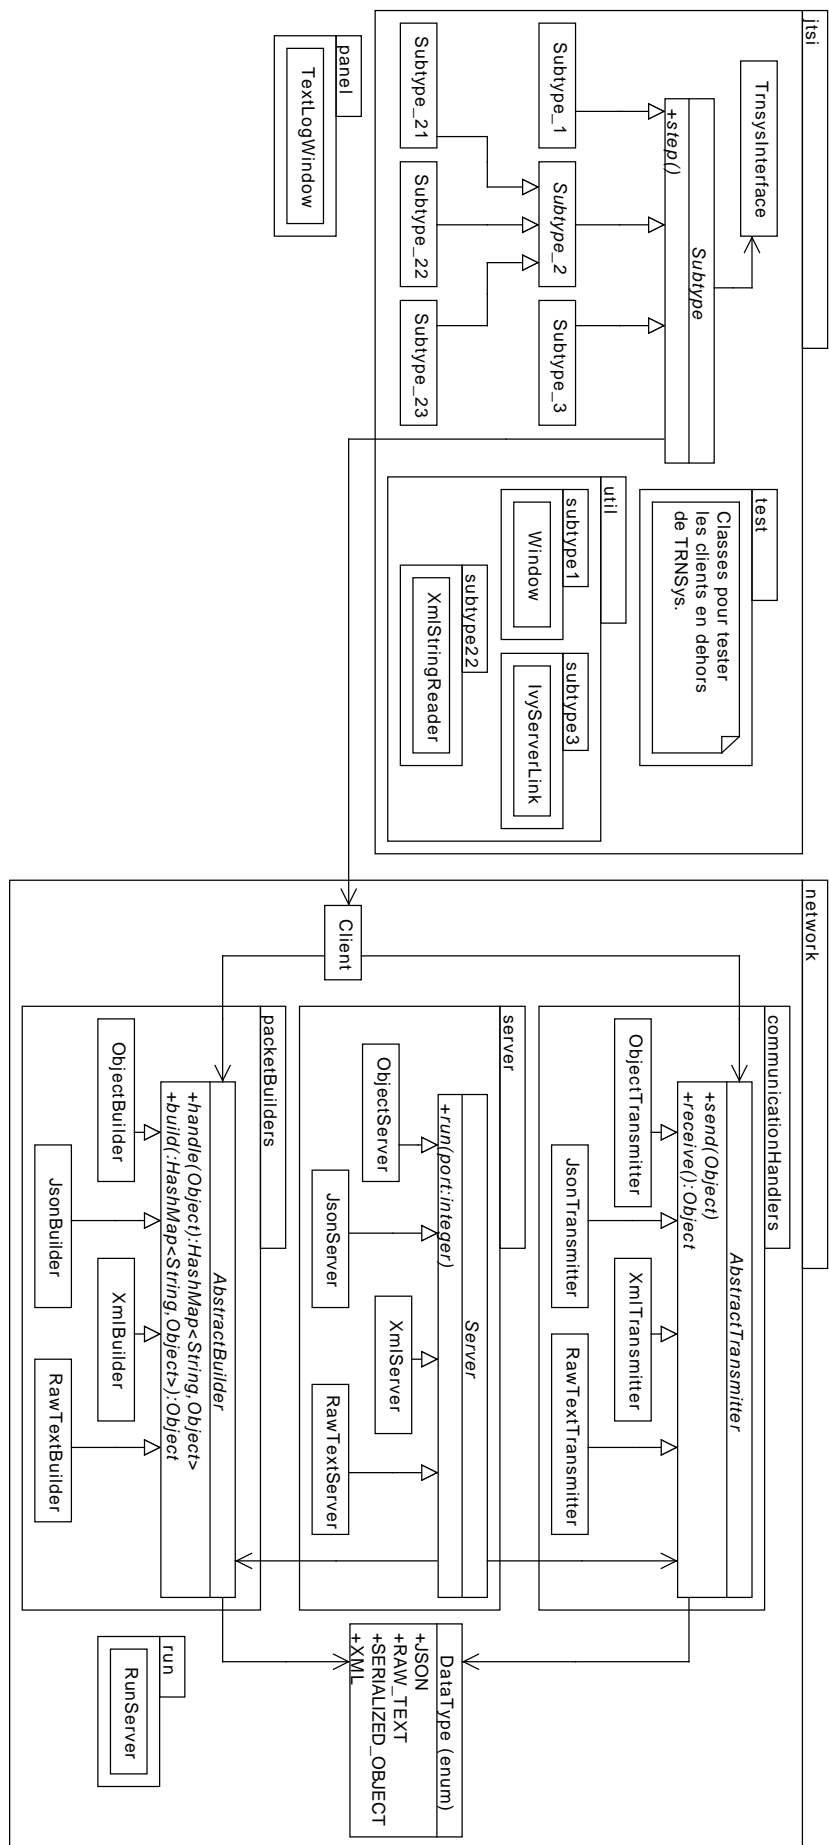 jtsi
TrnsysInterface
Subtype
+step()
Subtype_1
Subtype_2
Subtype_3
Subtype_21
Subtype_22
Subtype_23
test
Classes pour tester
les clients en dehors
de TRNSys.
util
subtype1
Window
subtype3
IvyServerLink
subtype22
XmlStringReader
panel
TextLogWindow
network
Client
communicationHandlers
AbstractTransmitter
+send(Object)
+receive():Object
ObjectTransmitter
XmlTransmitter
JsonTransmitter
RawTextTransmitter
server
Server
+run(port:integer)
ObjectServer
XmlServer
JsonServer
RawTextServer
packetBuilders
AbstractBuilder
+handle(Object):HashMap<String,Object>
+build(:HashMap<String,Object>):Object
ObjectBuilder
XmlBuilder
JsonBuilder
RawTextBuilder
DataType (enum)
+JSON
+RAW_TEXT
+SERIALIZED_OBJECT
+XML
run
RunServer